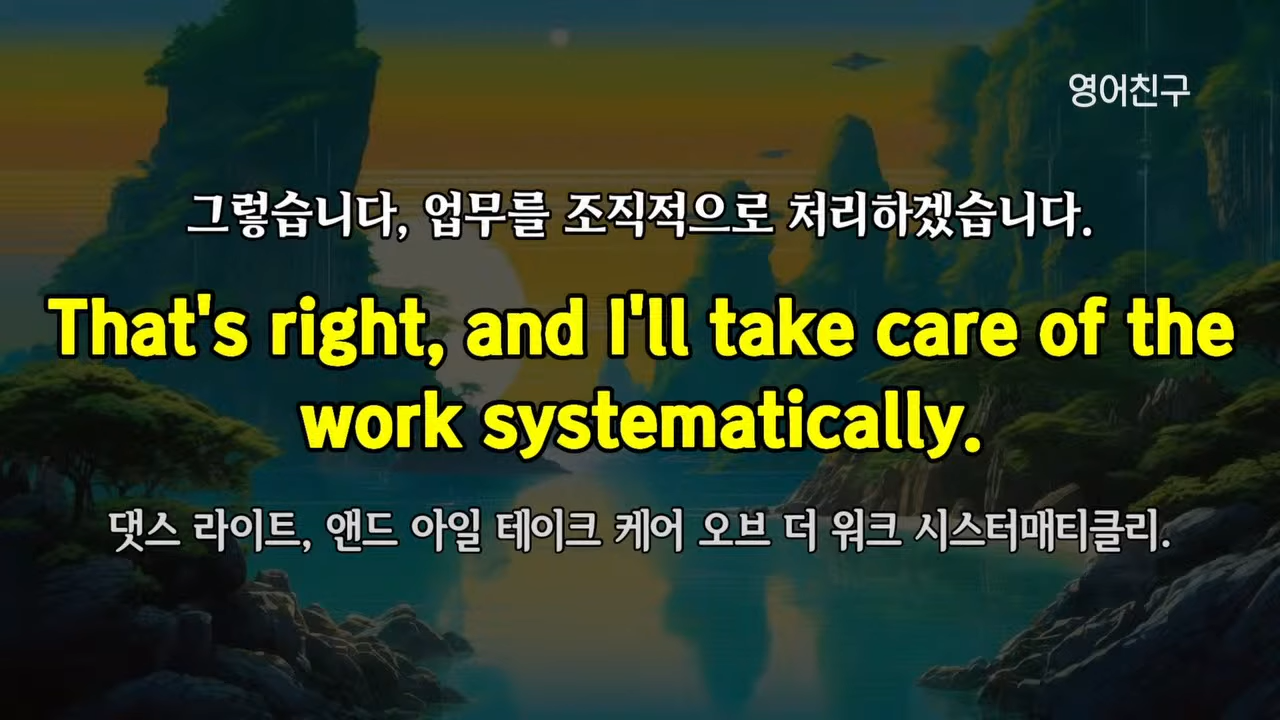 영어친구
그렇습니다, 업무를 조직적으로 처리하겠습니다.
That's right, and I'll take care of the
work systematically.
댓스 라이트, 앤드 아일 테이크 케어 오브 더 워크 시스터매티클리.